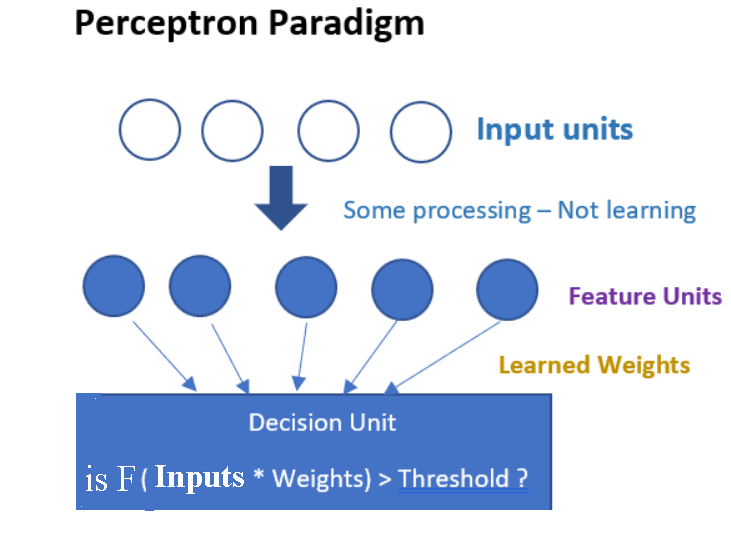 Perceptron Paradigm
Input units
Some processing – Not learning
Feature Units
Learned Weights
Decision Unit
is F( Inputs * Weights) > Threshold ?